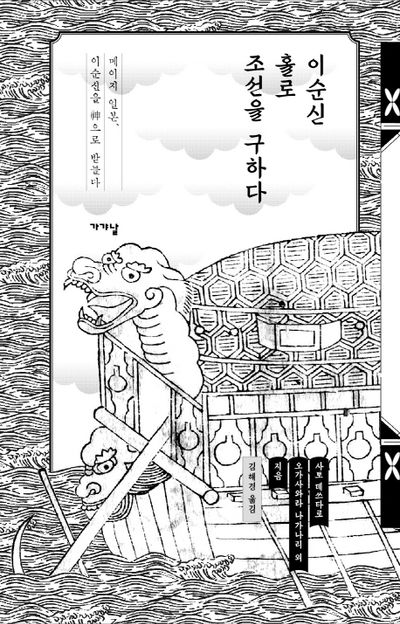 이순신
홀로
조선을 구하다
메이지 일본,
이순신을 神으로 받들다
가갸날
사토 데쓰타로
오가사와라 나가나리 외
지음
김해경 옮김